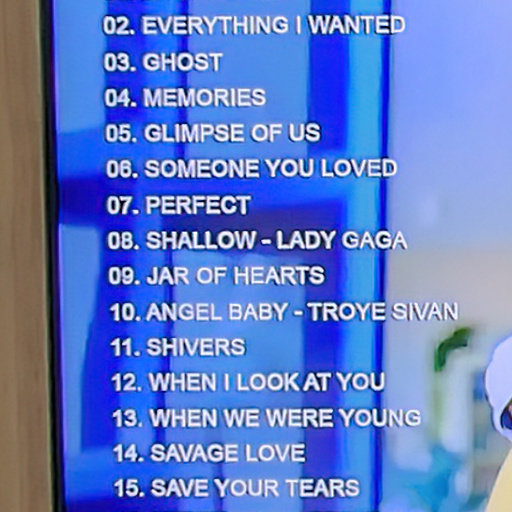 02. EVERYTHING I WANTED
03. GHOST
04. MEMORIES
05. GLIMPSE OF US
06. SOMEONE YOU LOVED
07. PERFECT
08. SHALLOW - LADY GAGA
09. JAR OF HEARTS
10. ANGEL BABY - TROYE SIVAN
11. SHIVERS
12. WHEN I LOOK AT YOU
13. WHEN WE WERE YOUNG
14. SAVAGE LOVE
15. SAVE YOUR TEARS